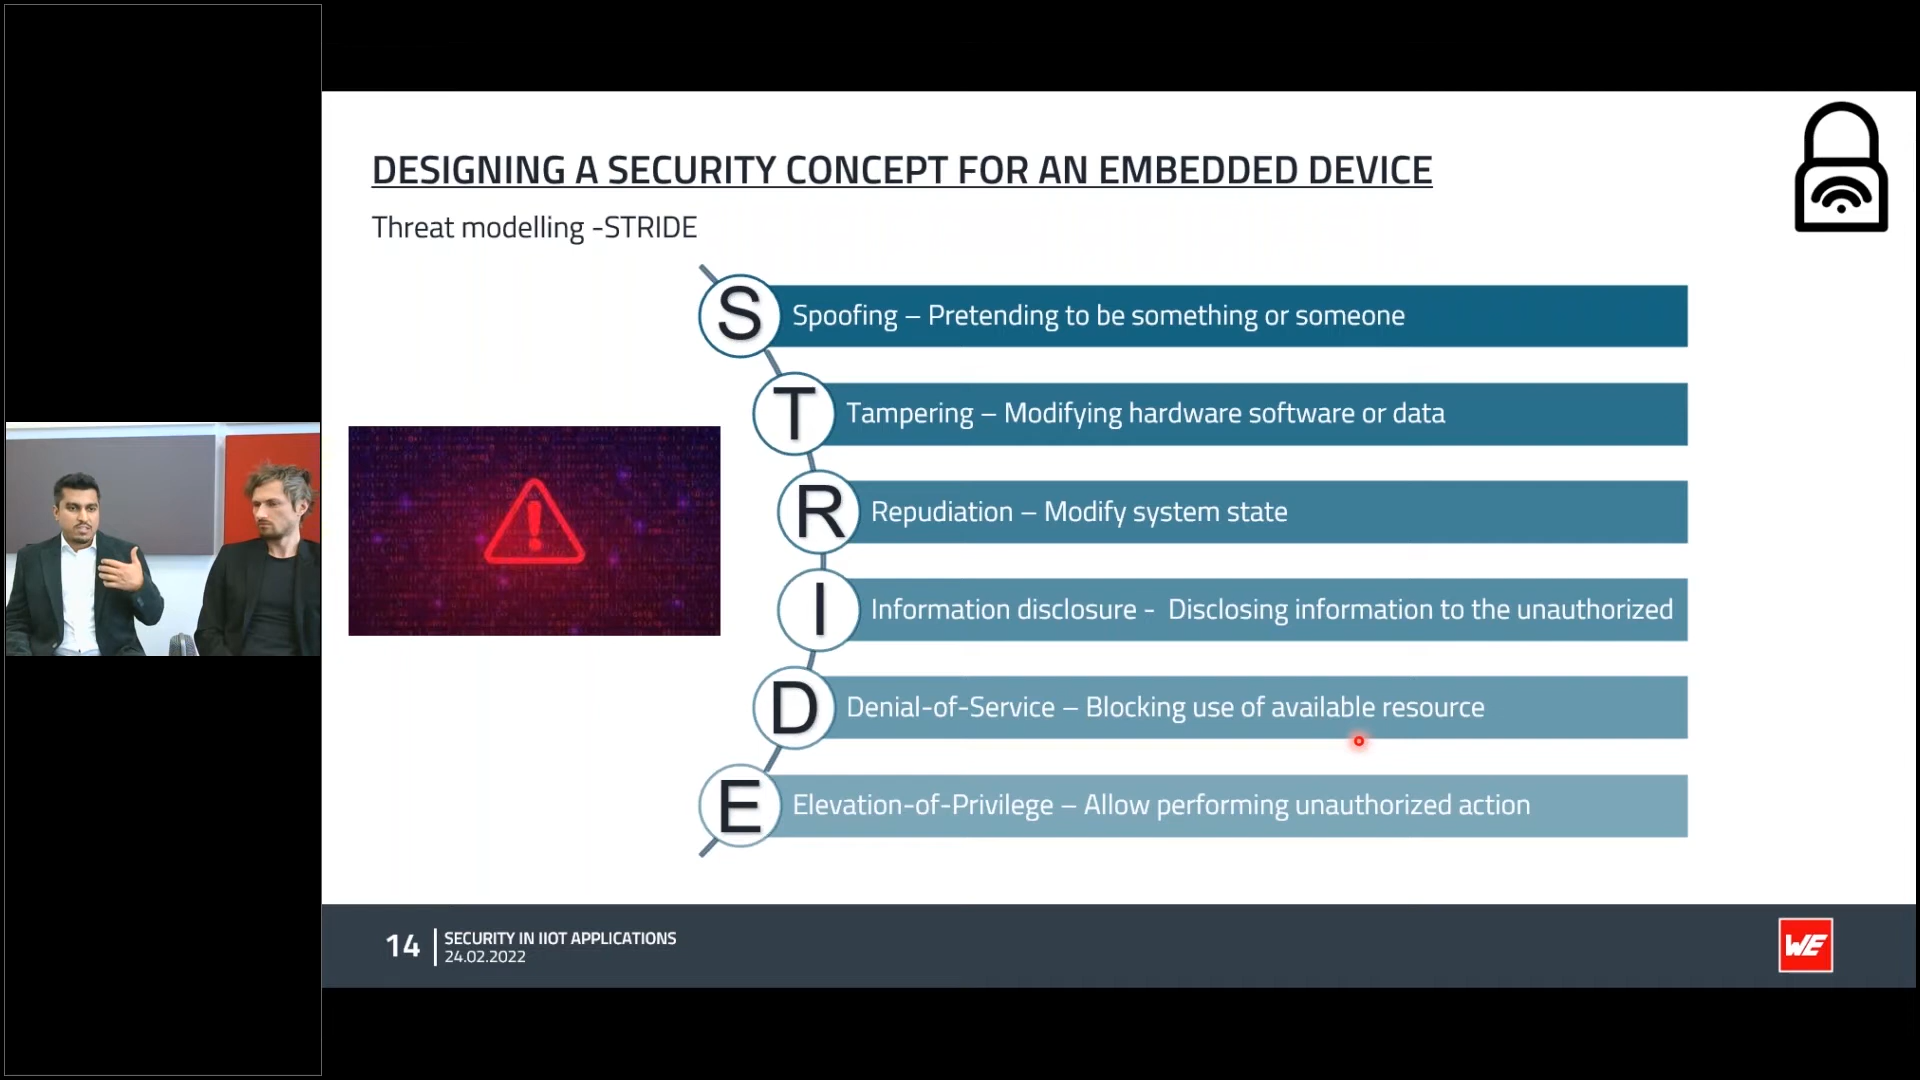 DESIGNING A SECURITY CONCEPT FOR AN EMBEDDED DEVICE
Threat modelling -STRIDE
S Spoofing – Pretending to be something or someone
T Tampering – Modifying hardware software or data
R Repudiation – Modify system state
I Information disclosure - Disclosing information to the unauthorized
D Denial-of-Service – Blocking use of available resource
E Elevation-of-Privilege – Allow performing unauthorized action
14 SECURITY IN IIOT APPLICATIONS
24.02.2022
WE